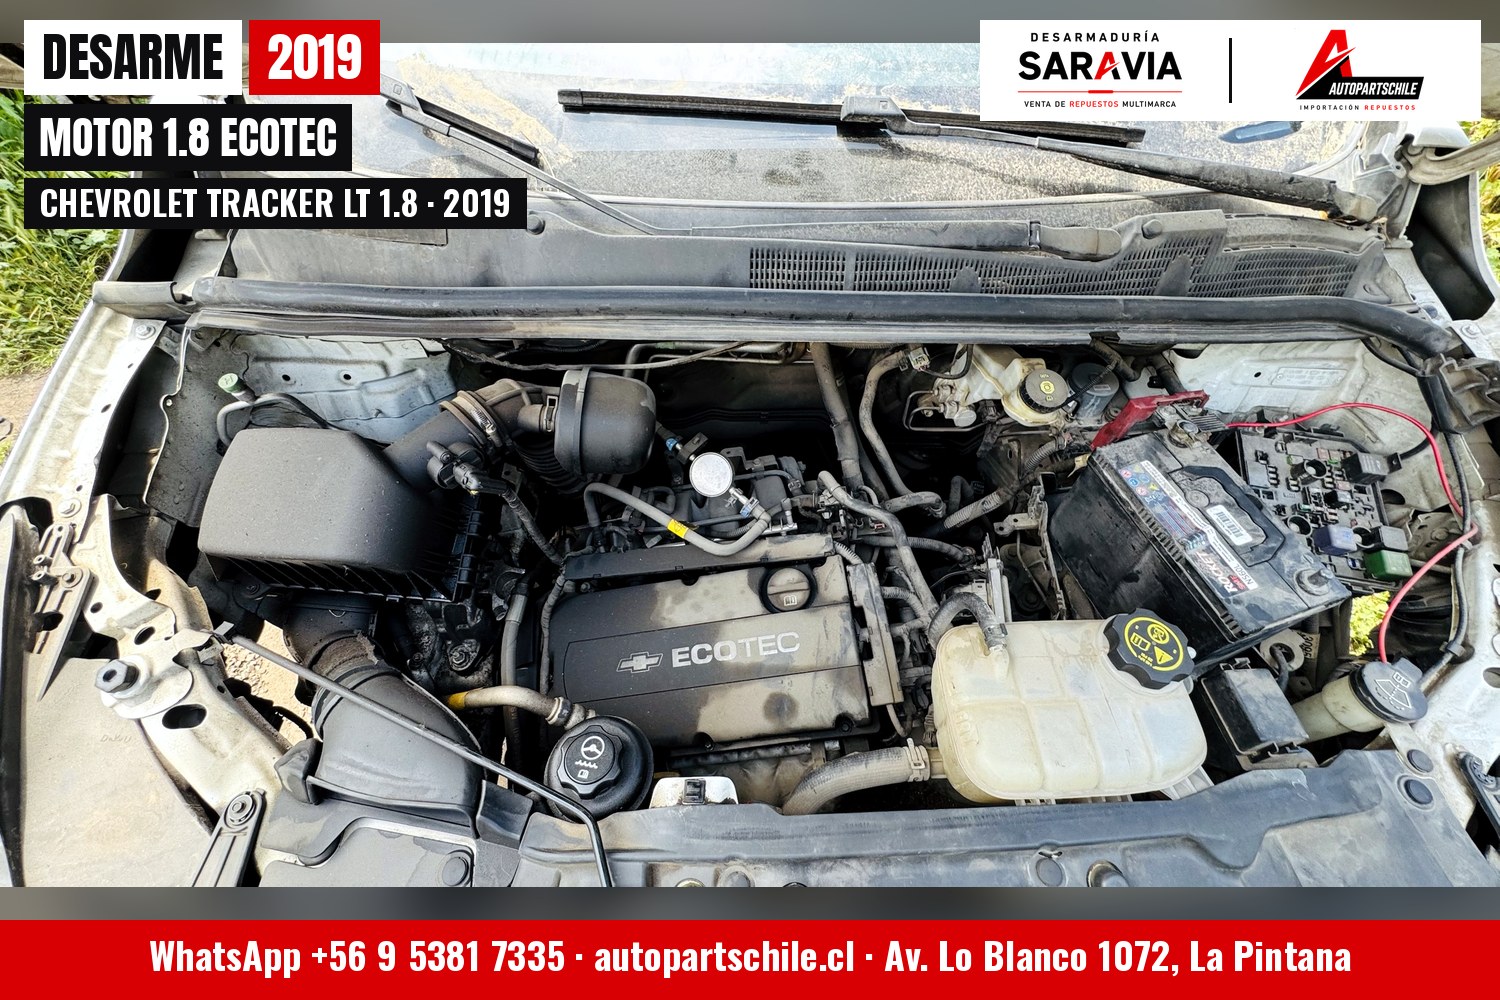 DESARME 2019
MOTOR 1.8 ECOTEC
CHEVROLET TRACKER LT 1.8 · 2019
DESARMADURÍA
SARAVIA
VENTA DE REPUESTOS MULTIMARCA
AUTOPARTSCHILE
IMPORTACIÓN REPUESTOS
ECOTEC
WhatsApp +56 9 5381 7335 · autopartschile.cl · Av. Lo Blanco 1072, La Pintana